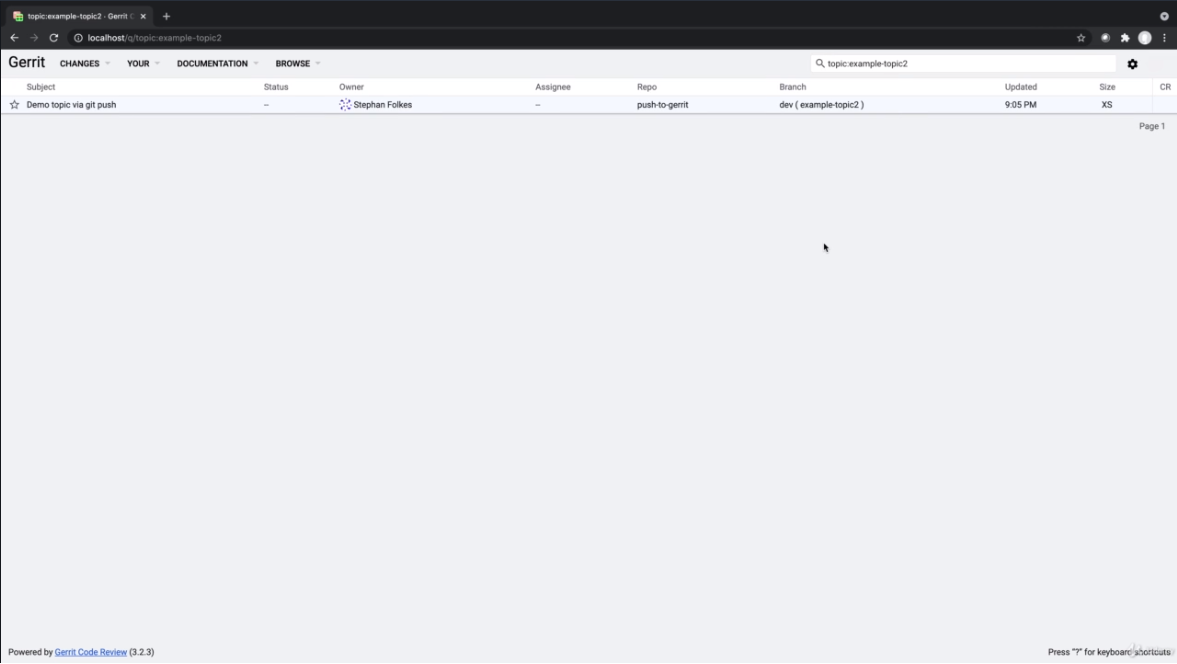 topic:example-topic2 · Gerrit C
localhost/q/topic:example-topic2
Gerrit CHANGES YOUR DOCUMENTATION BROWSE topic:example-topic2
Subject Status Owner Assignee Repo Branch Updated Size CR
Demo topic via git push -- Stephan Folkes -- push-to-gerrit dev ( example-topic2 ) 9:05 PM XS
Page 1
Powered by Gerrit Code Review (3.2.3) Press "?" for keyboard shortcuts